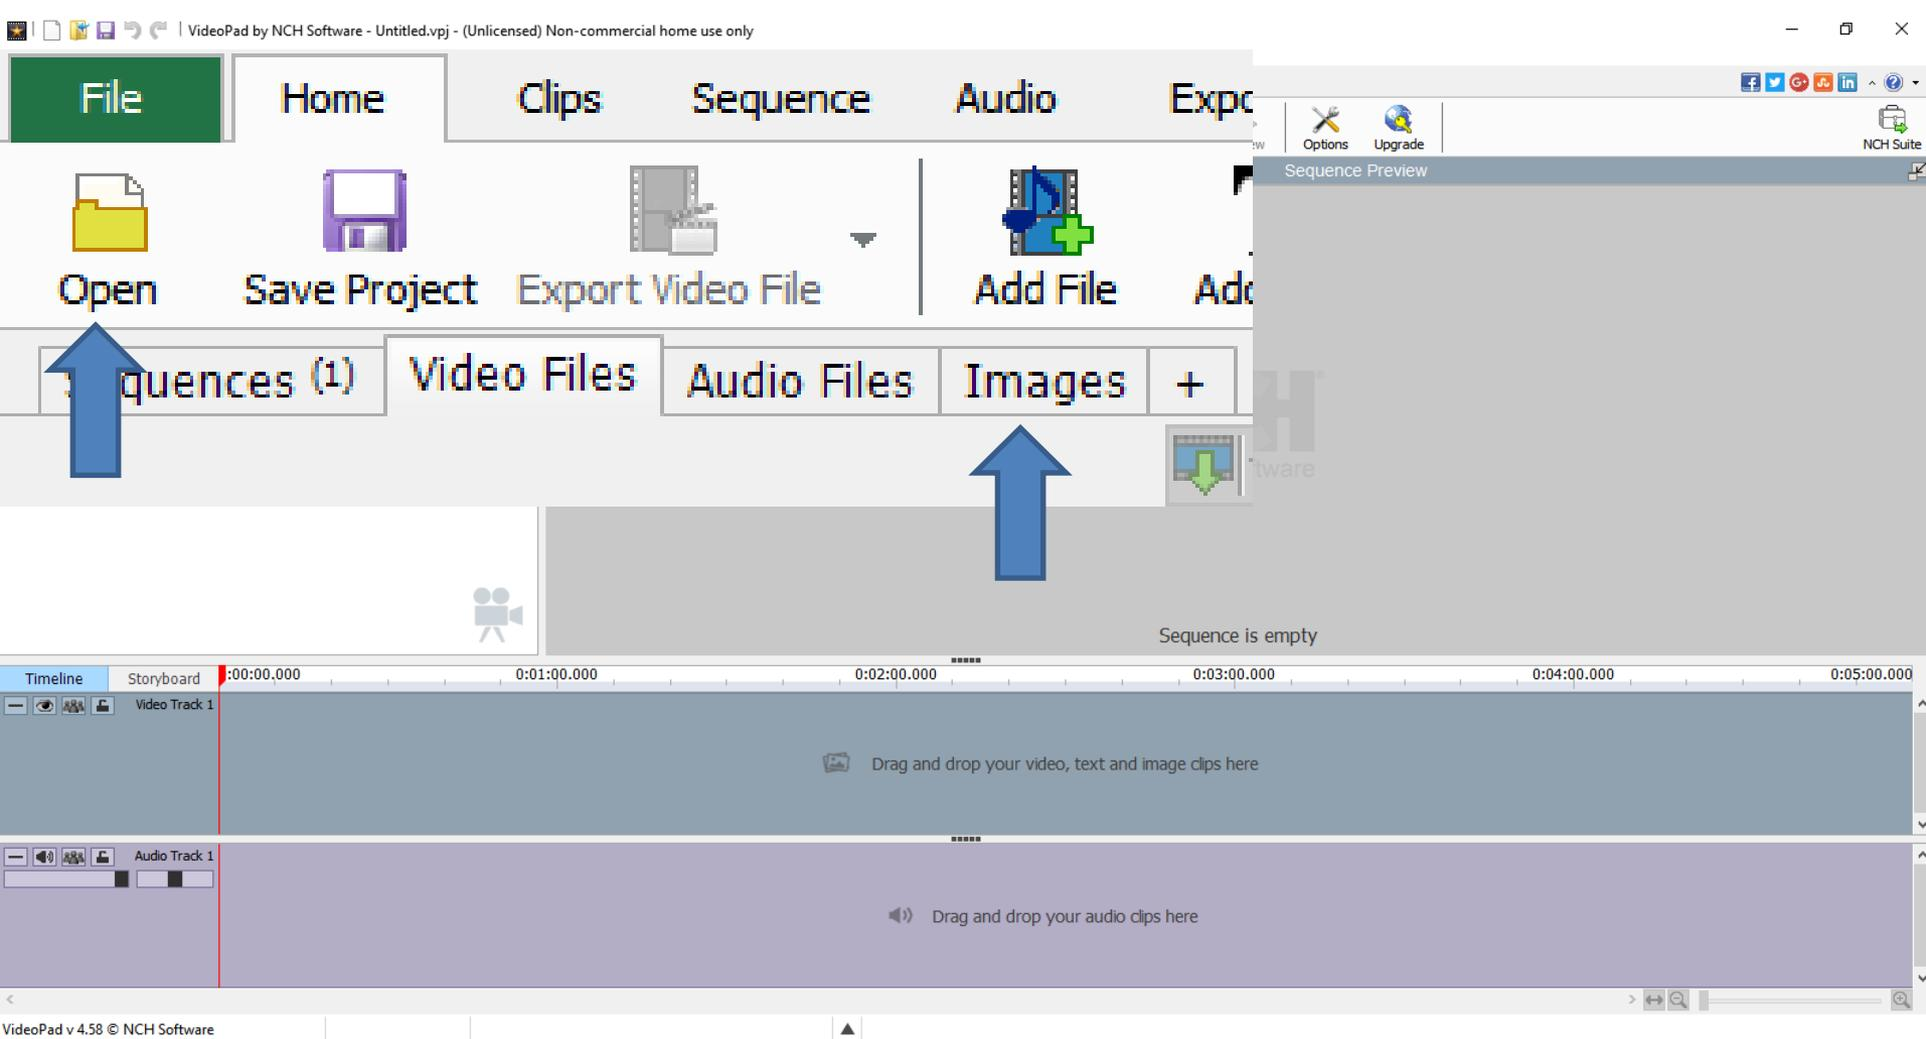 VideoPad by NCH Software - Untitled.vpj - (Unlicensed) Non-commercial home use only
File Home Clips Sequence Audio
Options Upgrade NCH Suite
Sequence Preview
Open Save Project Export Video File Add File
(1) Video Files Audio Files Images +
Sequence is empty
Timeline Storyboard :00:00.000 0:01:00.000 0:02:00.000 0:03:00.000 0:04:00.000 0:05:00.000
Video Track 1
Drag and drop your video, text and image clips here
Audio Track 1
Drag and drop your audio clips here
VideoPad v 4.58 © NCH Software